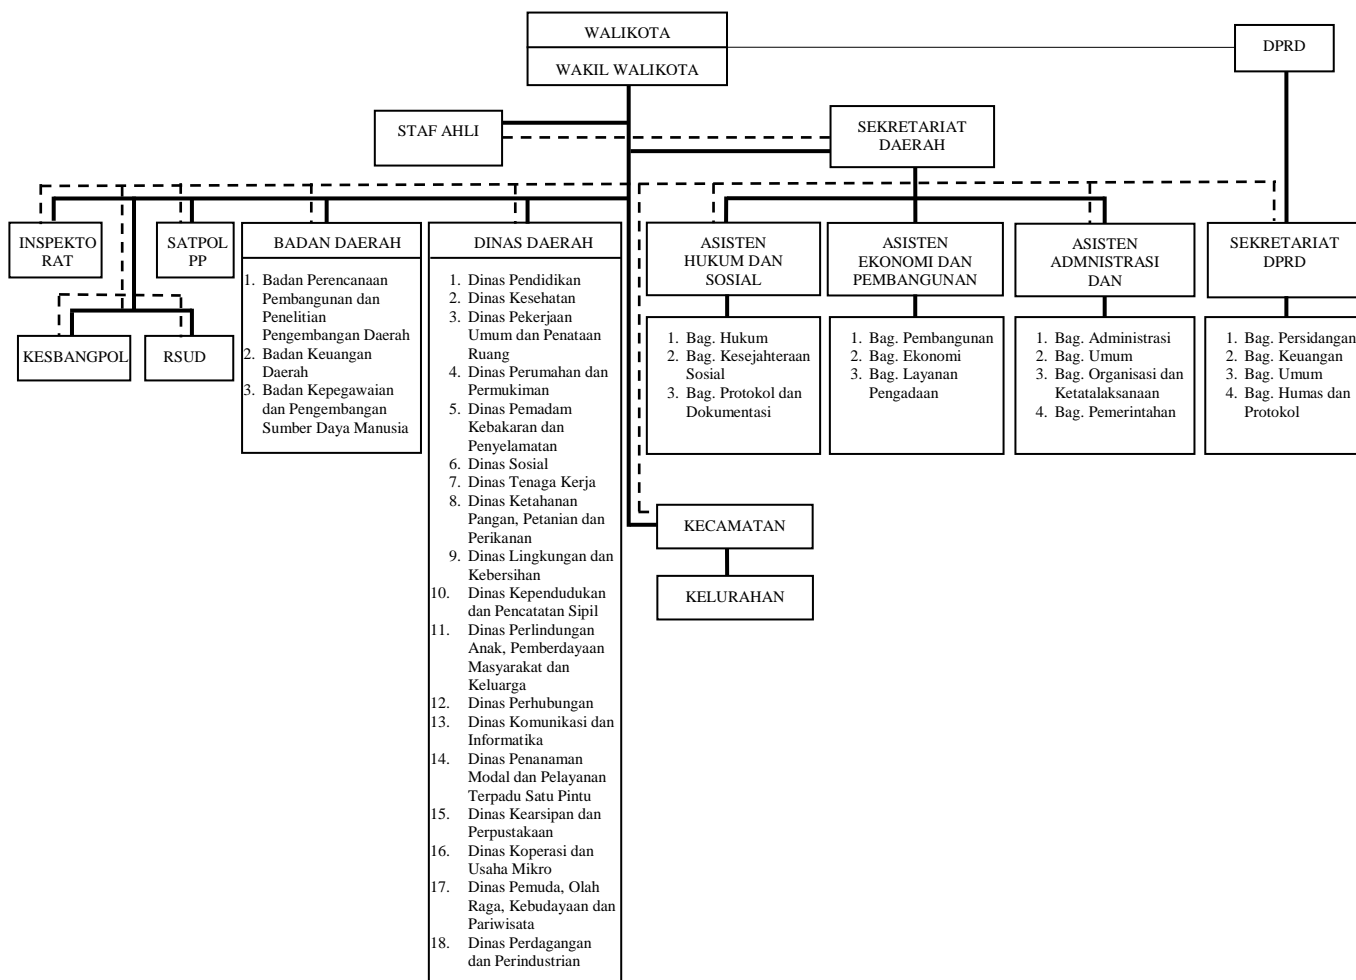 WALIKOTA
WAKIL WALIKOTA
DPRD
STAF AHLI
SEKRETARIAT
DAERAH
INSPEKTO
RAT
SATPOL
PP
KESBANGPOL
RSUD
BADAN DAERAH
1. Badan Perencanaan
Pembangunan dan
Penelitian
Pengembangan Daerah
2. Badan Keuangan
Daerah
3. Badan Kepegawaian
dan Pengembangan
Sumber Daya Manusia
DINAS DAERAH
1. Dinas Pendidikan
2. Dinas Kesehatan
3. Dinas Pekerjaan
Umum dan Penataan
Ruang
4. Dinas Perumahan dan
Permukiman
5. Dinas Pemadam
Kebakaran dan
Penyelamatan
6. Dinas Sosial
7. Dinas Tenaga Kerja
8. Dinas Ketahanan
Pangan, Petanian dan
Perikanan
9. Dinas Lingkungan dan
Kebersihan
10. Dinas Kependudukan
dan Pencatatan Sipil
11. Dinas Perlindungan
Anak, Pemberdayaan
Masyarakat dan
Keluarga
12. Dinas Perhubungan
13. Dinas Komunikasi dan
Informatika
14. Dinas Penanaman
Modal dan Pelayanan
Terpadu Satu Pintu
15. Dinas Kearsipan dan
Perpustakaan
16. Dinas Koperasi dan
Usaha Mikro
17. Dinas Pemuda, Olah
Raga, Kebudayaan dan
Pariwisata
18. Dinas Perdagangan
dan Perindustrian
ASISTEN
HUKUM DAN
SOSIAL
1. Bag. Hukum
2. Bag. Kesejahteraan
Sosial
3. Bag. Protokol dan
Dokumentasi
ASISTEN
EKONOMI DAN
PEMBANGUNAN
1. Bag. Pembangunan
2. Bag. Ekonomi
3. Bag. Layanan
Pengadaan
ASISTEN
ADMNISTRASI
DAN
1. Bag. Administrasi
2. Bag. Umum
3. Bag. Organisasi dan
Ketatalaksanaan
4. Bag. Pemerintahan
SEKRETARIAT
DPRD
1. Bag. Persidangan
2. Bag. Keuangan
3. Bag. Umum
4. Bag. Humas dan
Protokol
KECAMATAN
KELURAHAN